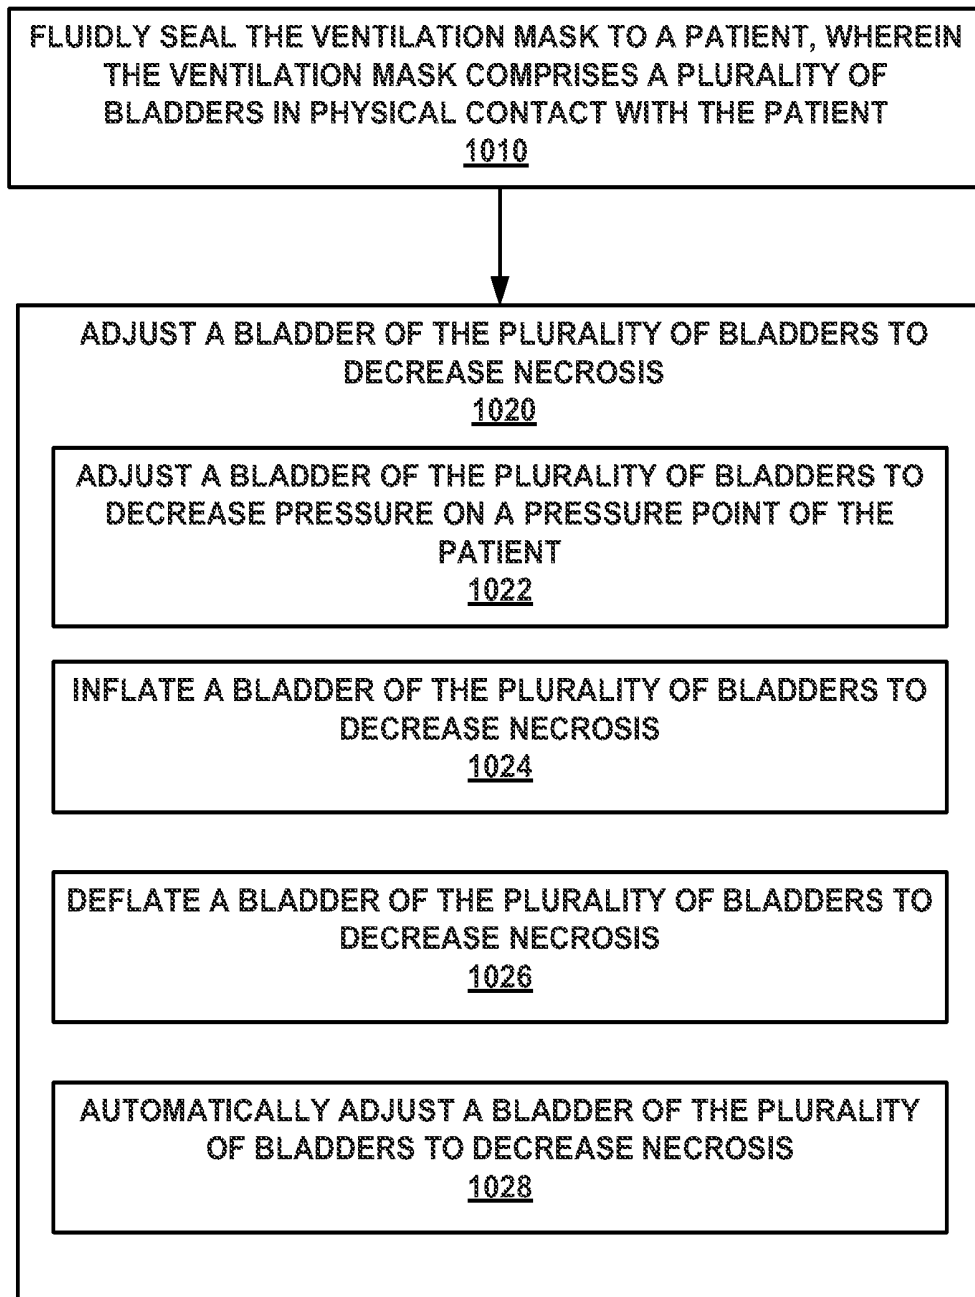 FLUIDLY SEAL THE VENTILATION MASK TO A PATIENT, WHEREIN
THE VENTILATION MASK COMPRISES A PLURALITY OF
BLADDERS IN PHYSICAL CONTACT WITH THE PATIENT
1010
ADJUST A BLADDER OF THE PLURALITY OF BLADDERS TO
DECREASE NECROSIS
1020
ADJUST A BLADDER OF THE PLURALITY OF BLADDERS TO
DECREASE PRESSURE ON A PRESSURE POINT OF THE
PATIENT
1022
INFLATE A BLADDER OF THE PLURALITY OF BLADDERS TO
DECREASE NECROSIS
1024
DEFLATE A BLADDER OF THE PLURALITY OF BLADDERS TO
DECREASE NECROSIS
1026
AUTOMATICALLY ADJUST A BLADDER OF THE PLURALITY
OF BLADDERS TO DECREASE NECROSIS
1028